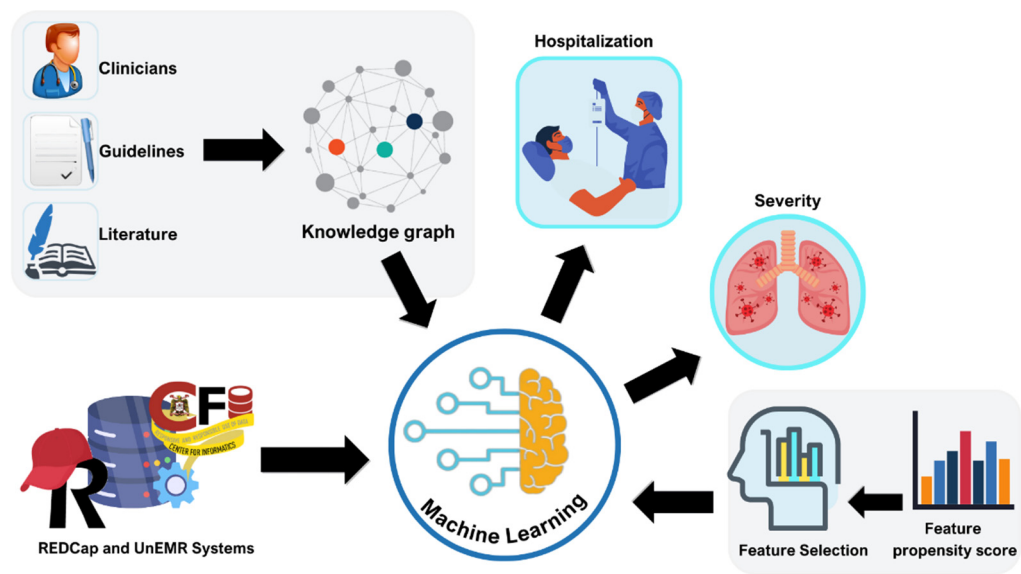 Clinicians
Guidelines
Literature
Knowledge graph
Hospitalization
Severity
CFI
CENTER FOR INFORMATICS
R
REDCap and UnEMR Systems
Machine Learning
Feature Selection
Feature
propensity score